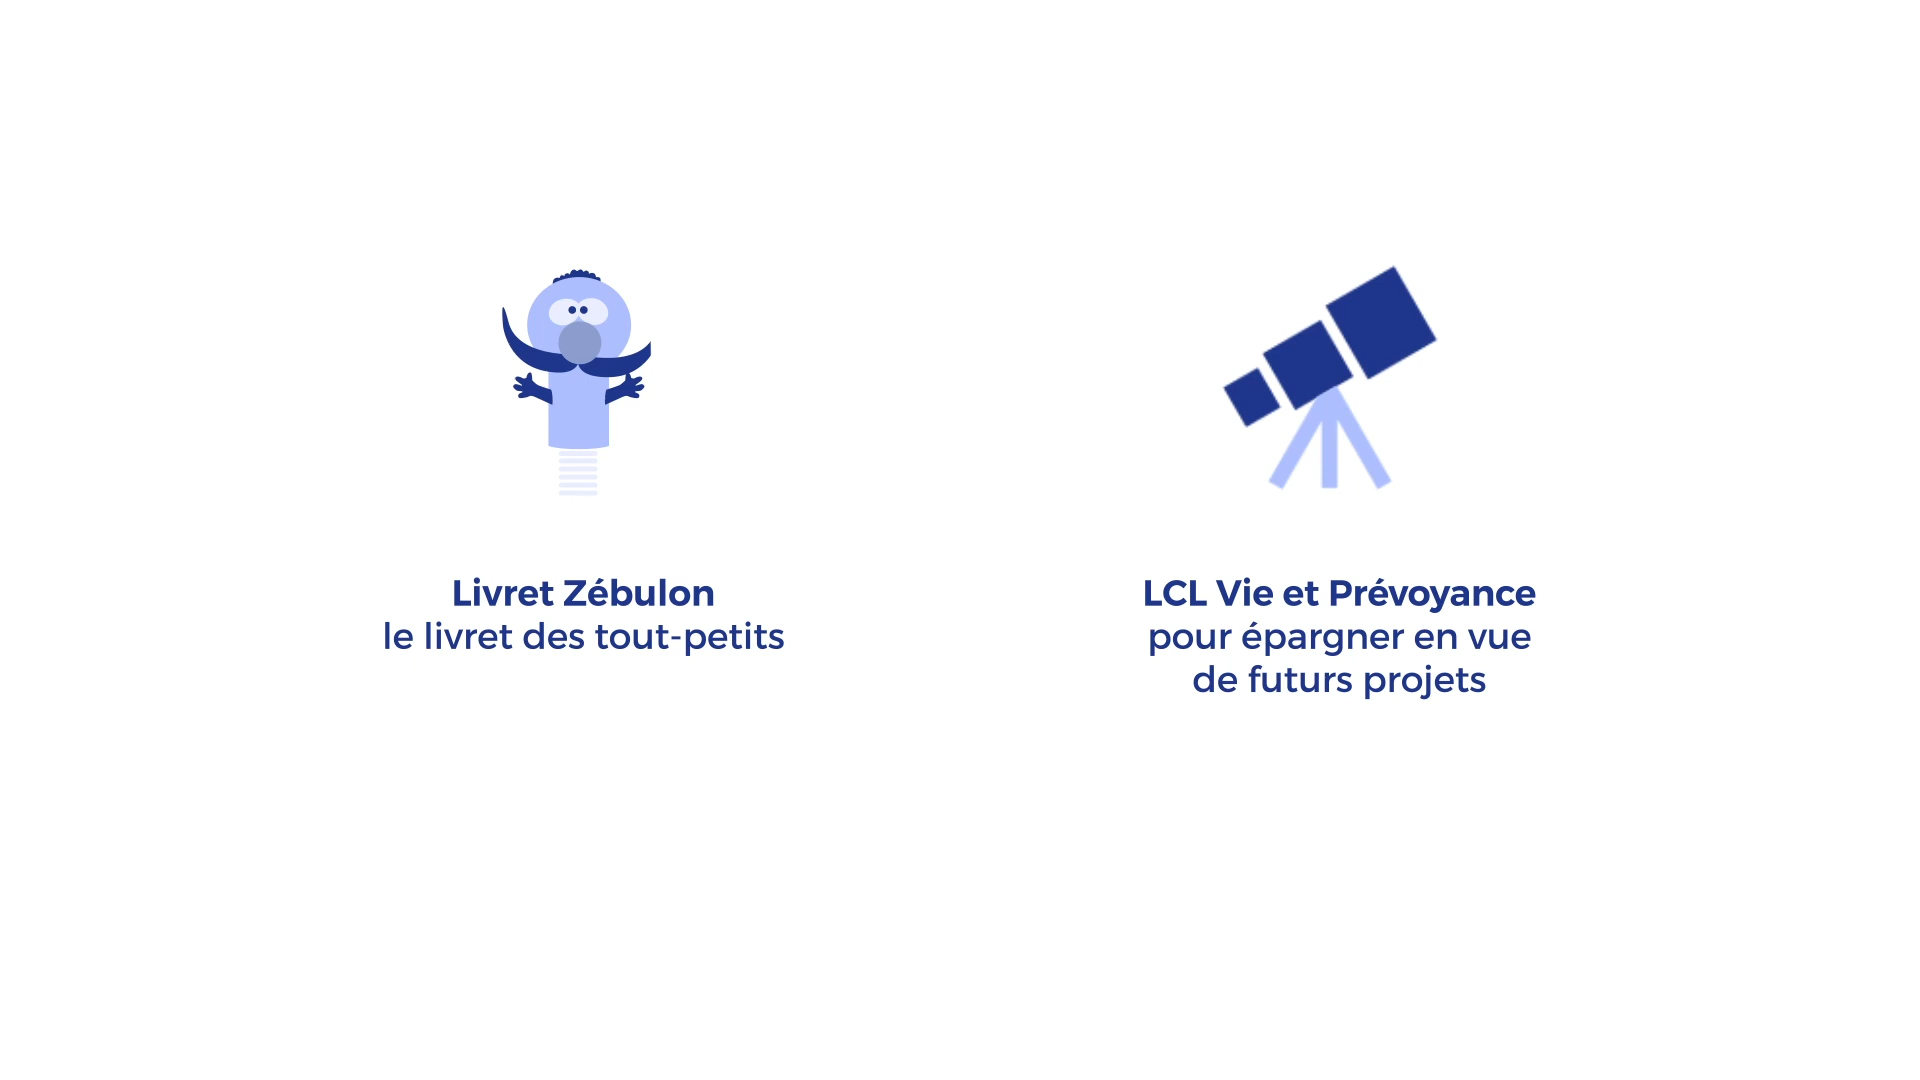 Livret Zébulon
le livret des tout-petits
LCL Vie et Prévoyance
pour épargner en vue
de futurs projets